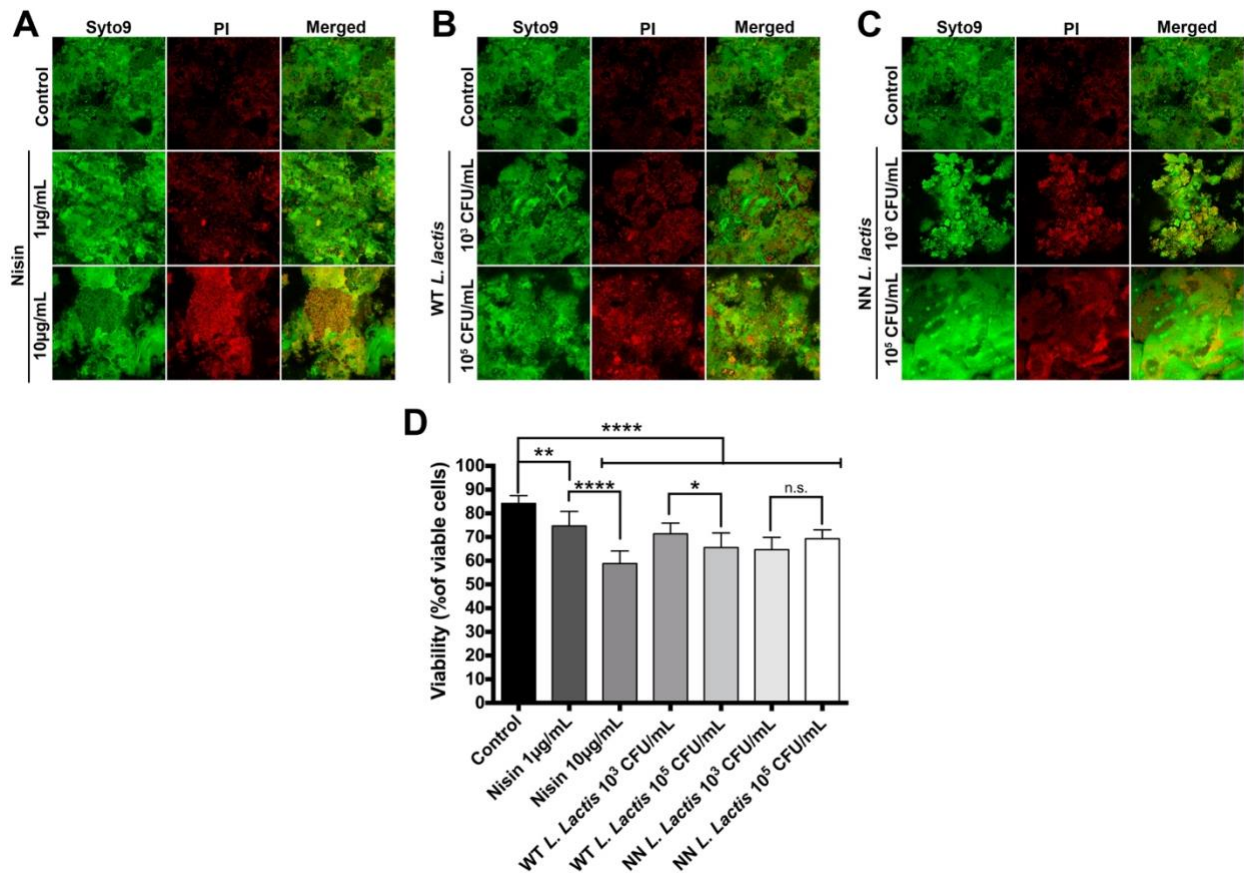 A
Syto9 PI Merged
Control
Nisin
1µg/mL
10µg/mL
B
Syto9 PI Merged
Control
WT L. lactis
10³ CFU/mL
10⁵ CFU/mL
C
Syto9 PI Merged
Control
NN L. lactis
10³ CFU/mL
10⁵ CFU/mL
D
****
**
****
*
n.s.
Viability (%of viable cells)
100
90
80
70
60
50
40
30
20
10
0
Control
Nisin 1µg/mL
Nisin 10µg/mL
WT L. Lactis 10³ CFU/mL
WT L. Lactis 10⁵ CFU/mL
NN L. Lactis 10³ CFU/mL
NN L. Lactis 10⁵ CFU/mL